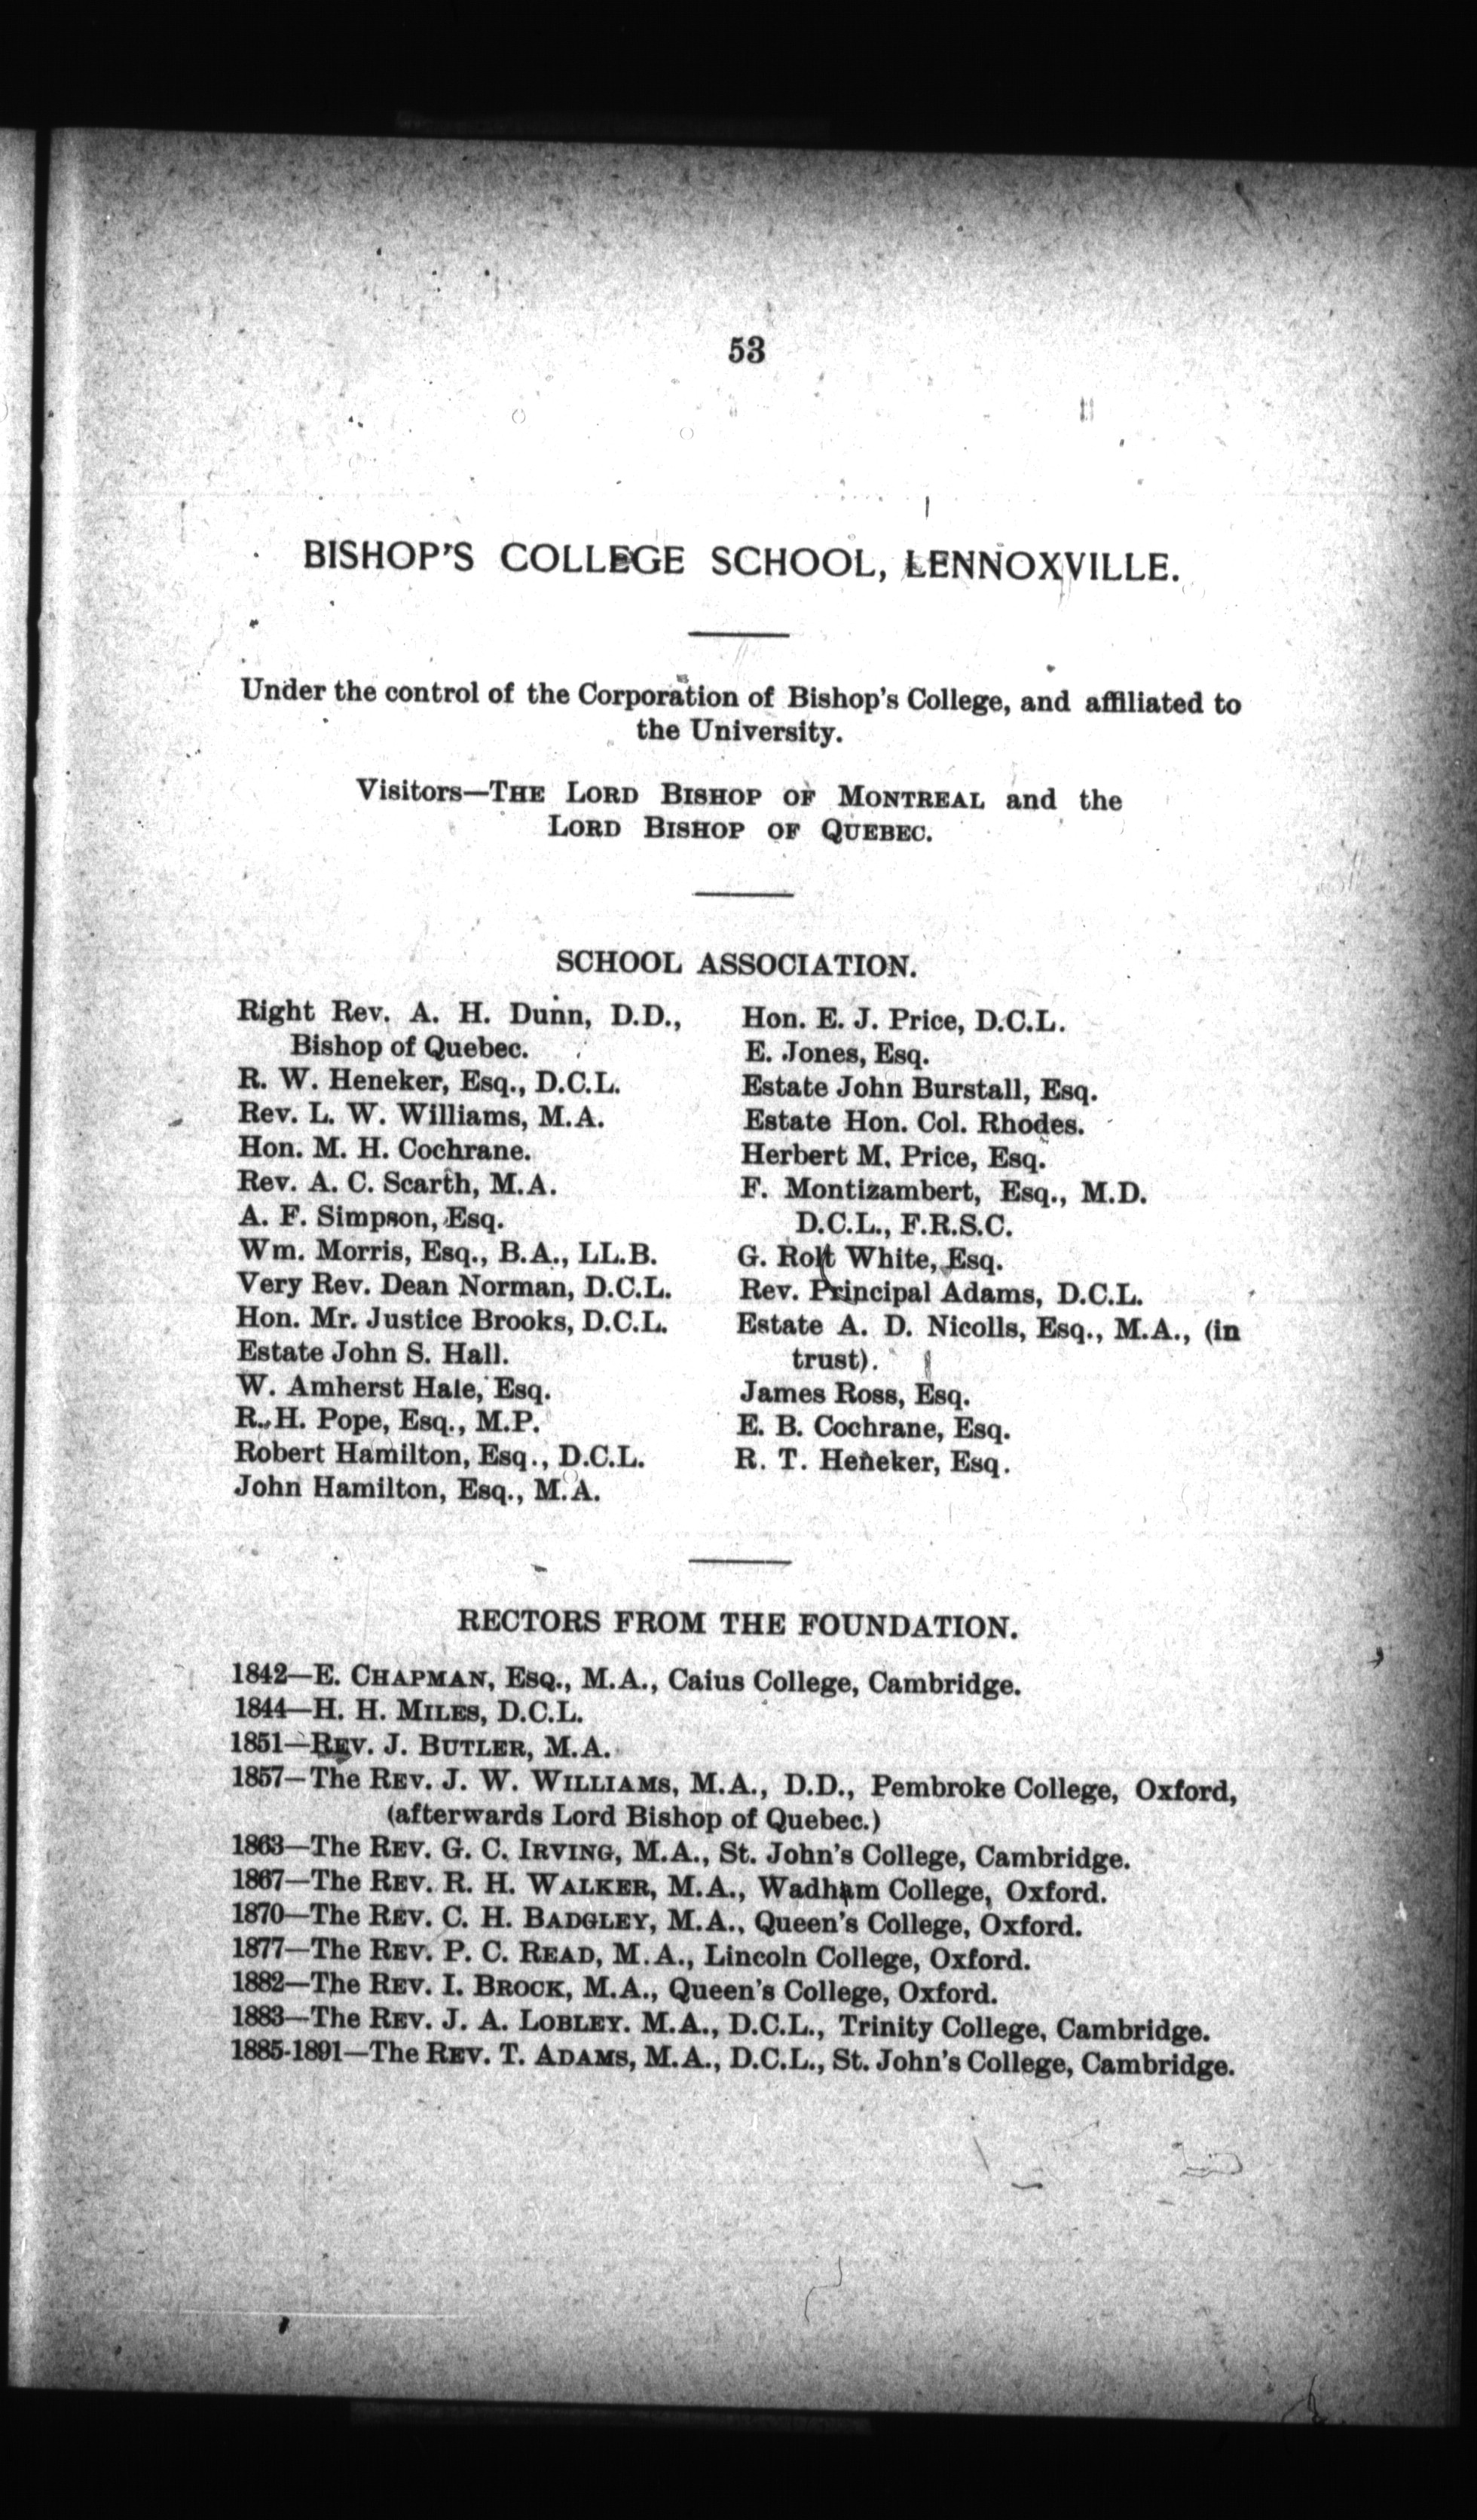 53
BISHOP'S COLLEGE SCHOOL, LENNOXVILLE.
Under the control of the Corporation of Bishop's College, and affiliated to
the University.
Visitors—THE LORD BISHOP OF MONTREAL and the
LORD BISHOP OF QUEBEC.
SCHOOL ASSOCIATION.
Right Rev. A. H. Dunn, D.D.,
Bishop of Quebec.
R. W. Heneker, Esq., D.C.L.
Rev. L. W. Williams, M.A.
Hon. M. H. Cochrane.
Rev. A. C. Scarth, M.A.
A. F. Simpson, Esq.
Wm. Morris, Esq., B.A., LL.B.
Very Rev. Dean Norman, D.C.L.
Hon. Mr. Justice Brooks, D.C.L.
Estate John S. Hall.
W. Amherst Hale, Esq.
R. H. Pope, Esq., M.P.
Robert Hamilton, Esq., D.C.L.
John Hamilton, Esq., M.A.
Hon. E. J. Price, D.C.L.
E. Jones, Esq.
Estate John Burstall, Esq.
Estate Hon. Col. Rhodes.
Herbert M. Price, Esq.
F. Montizambert, Esq., M.D.
D.C.L., F.R.S.C.
G. Rolt White, Esq.
Rev. Principal Adams, D.C.L.
Estate A. D. Nicolls, Esq., M.A., (in
trust).
James Ross, Esq.
E. B. Cochrane, Esq.
R. T. Heneker, Esq.
RECTORS FROM THE FOUNDATION.
1842—E. CHAPMAN, ESQ., M.A., Caius College, Cambridge.
1844—H. H. MILES, D.C.L.
1851—REV. J. BUTLER, M.A.
1857—The REV. J. W. WILLIAMS, M.A., D.D., Pembroke College, Oxford,
(afterwards Lord Bishop of Quebec.)
1863—The REV. G. C. IRVING, M.A., St. John's College, Cambridge.
1867—The REV. R. H. WALKER, M.A., Wadham College, Oxford.
1870—The REV. C. H. BADGLEY, M.A., Queen's College, Oxford.
1877—The REV. P. C. READ, M.A., Lincoln College, Oxford.
1882—The REV. I. BROCK, M.A., Queen's College, Oxford.
1883—The REV. J. A. LOBLEY. M.A., D.C.L., Trinity College, Cambridge.
1885-1891—The REV. T. ADAMS, M.A., D.C.L., St. John's College, Cambridge.